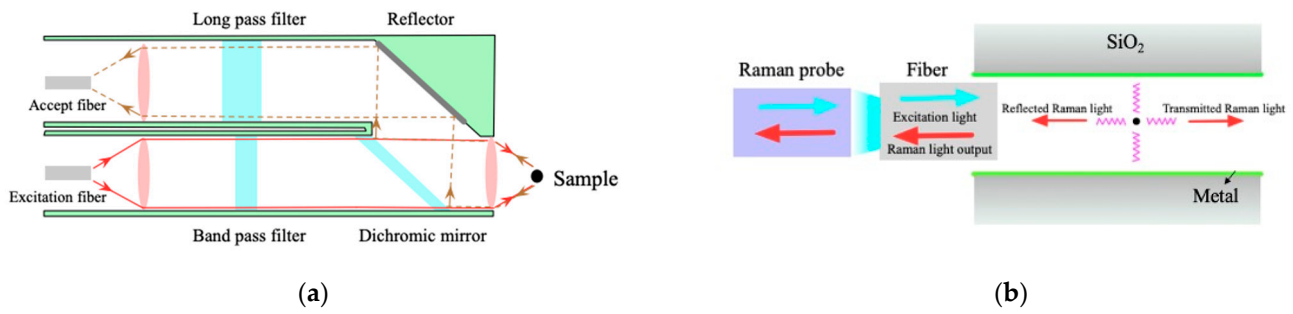 Long pass filter
Reflector
Accept fiber
Excitation fiber
Sample
Band pass filter
Dichromic mirror
(a)
SiO2
Raman probe
Fiber
Excitation light
Raman light output
Reflected Raman light
Transmitted Raman light
Metal
(b)